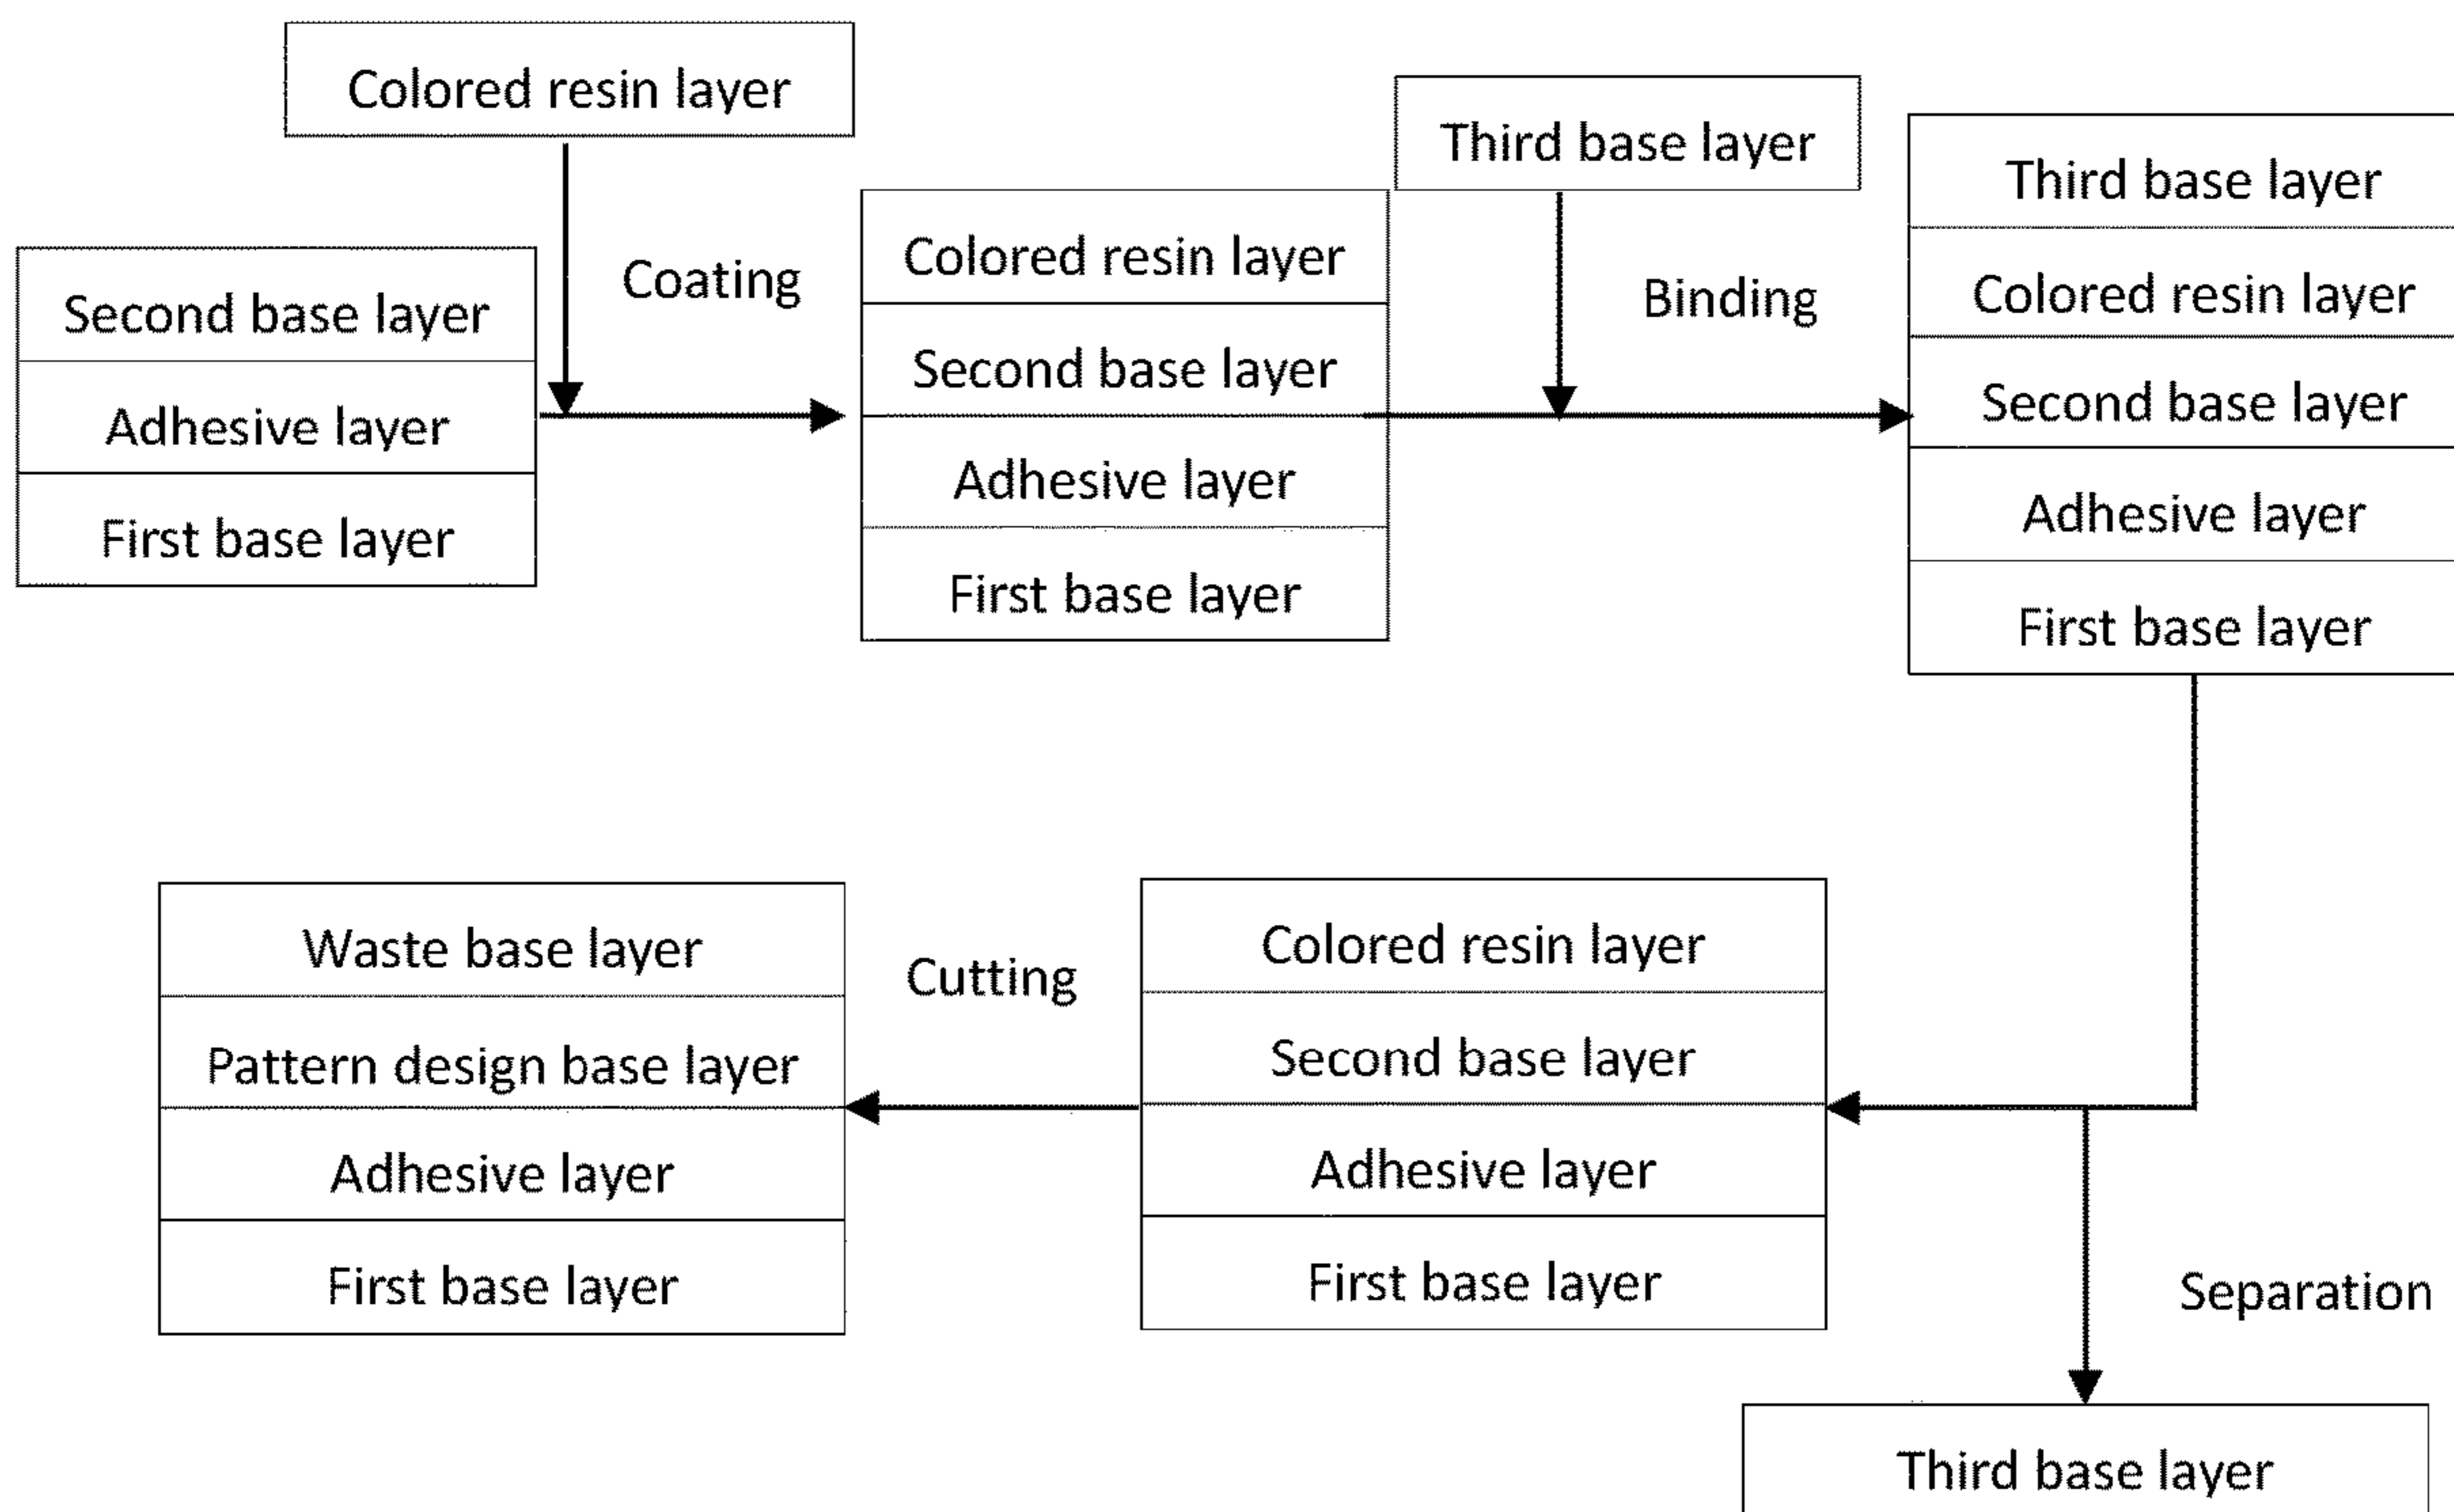 Colored resin layer
Second base layer
Adhesive layer
First base layer
Coating
Colored resin layer
Second base layer
Adhesive layer
First base layer
Third base layer
Binding
Third base layer
Colored resin layer
Second base layer
Adhesive layer
First base layer
Separation
Third base layer
Colored resin layer
Second base layer
Adhesive layer
First base layer
Cutting
Waste base layer
Pattern design base layer
Adhesive layer
First base layer